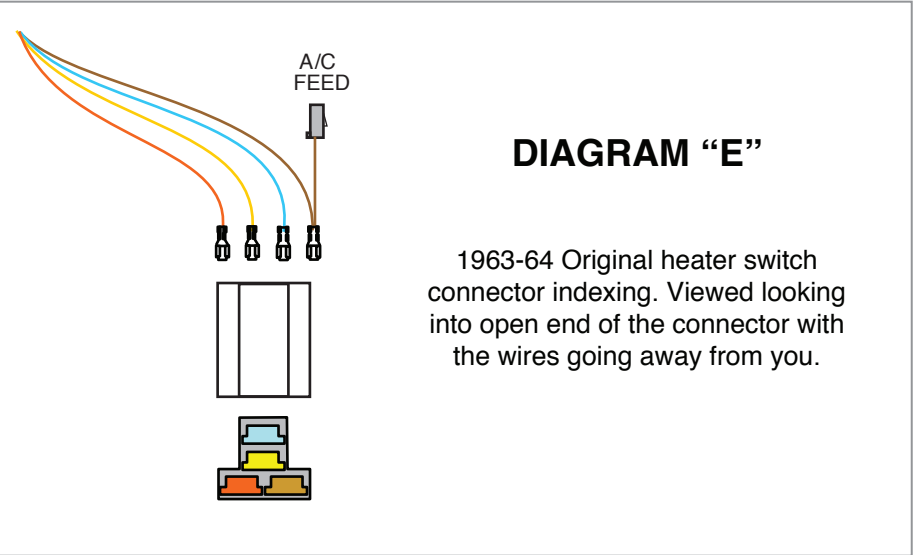 A/C
FEED
DIAGRAM “E”
1963-64 Original heater switch
connector indexing. Viewed looking
into open end of the connector with
the wires going away from you.